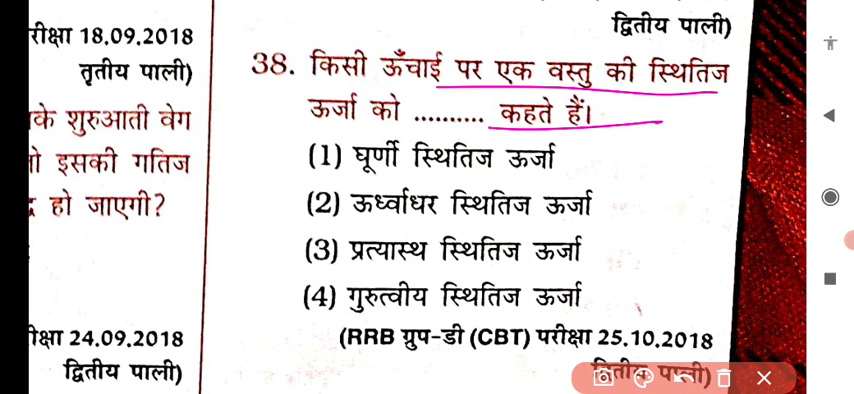 रीक्षा 18.09.2018
तृतीय पाली)
के शुरुआती वेग
इसकी गतिज
हो जाएगी?
रीक्षा 24.09.2018
द्वितीय पाली)
द्वितीय पाली)
38. किसी ऊँचाई पर एक वस्तु की स्थितिज
ऊर्जा को .......... कहते हैं।
(1) घूर्णी स्थितिज ऊर्जा
(2) ऊर्ध्वाधर स्थितिज ऊर्जा
(3) प्रत्यास्थ स्थितिज ऊर्जा
(4) गुरुत्वीय स्थितिज ऊर्जा
(RRB ग्रुप-डी (CBT) परीक्षा 25.10.2018